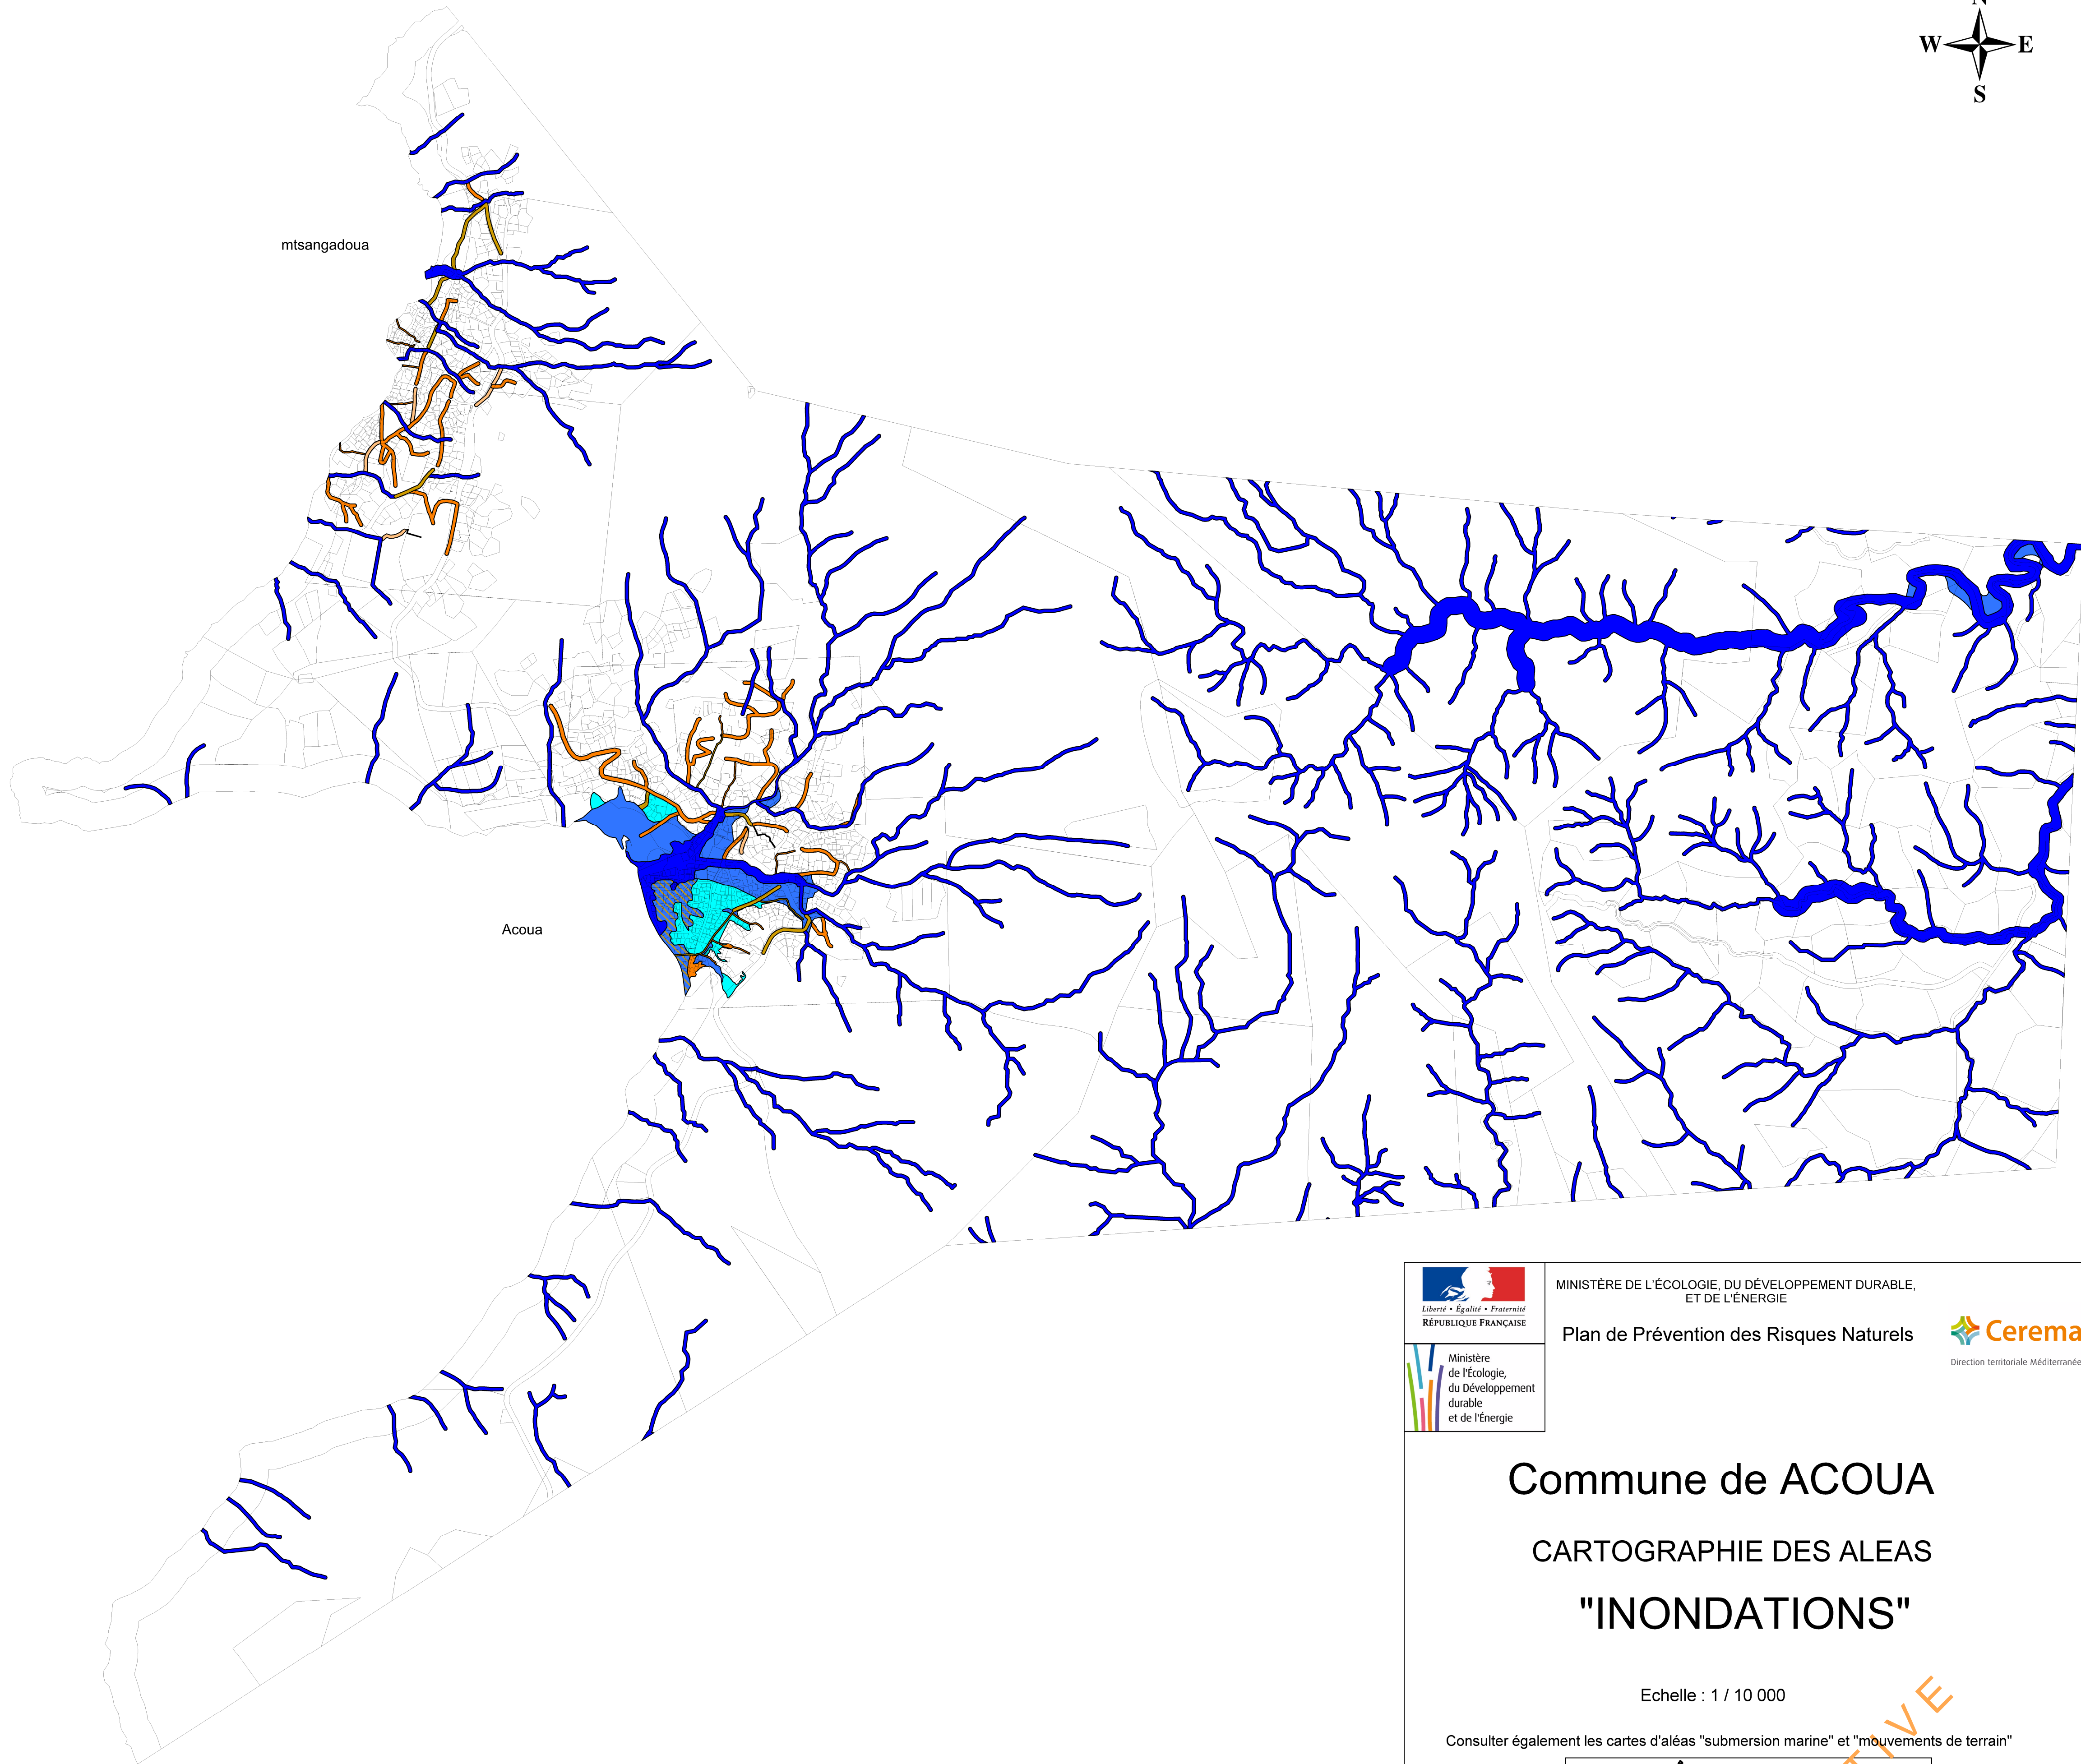 N
W E
S
mtsangadoua
Acoua
Liberté • Égalité • Fraternité
RÉPUBLIQUE FRANÇAISE
MINISTÈRE DE L'ÉCOLOGIE, DU DÉVELOPPEMENT DURABLE,
ET DE L'ÉNERGIE
Plan de Prévention des Risques Naturels
Cerema
Direction territoriale Méditerranée
Ministère
de l'Écologie,
du Développement
durable
et de l'Énergie
Commune de ACOUA
CARTOGRAPHIE DES ALEAS
"INONDATIONS"
Echelle : 1 / 10 000
Consulter également les cartes d'aléas "submersion marine" et "mouvements de terrain"